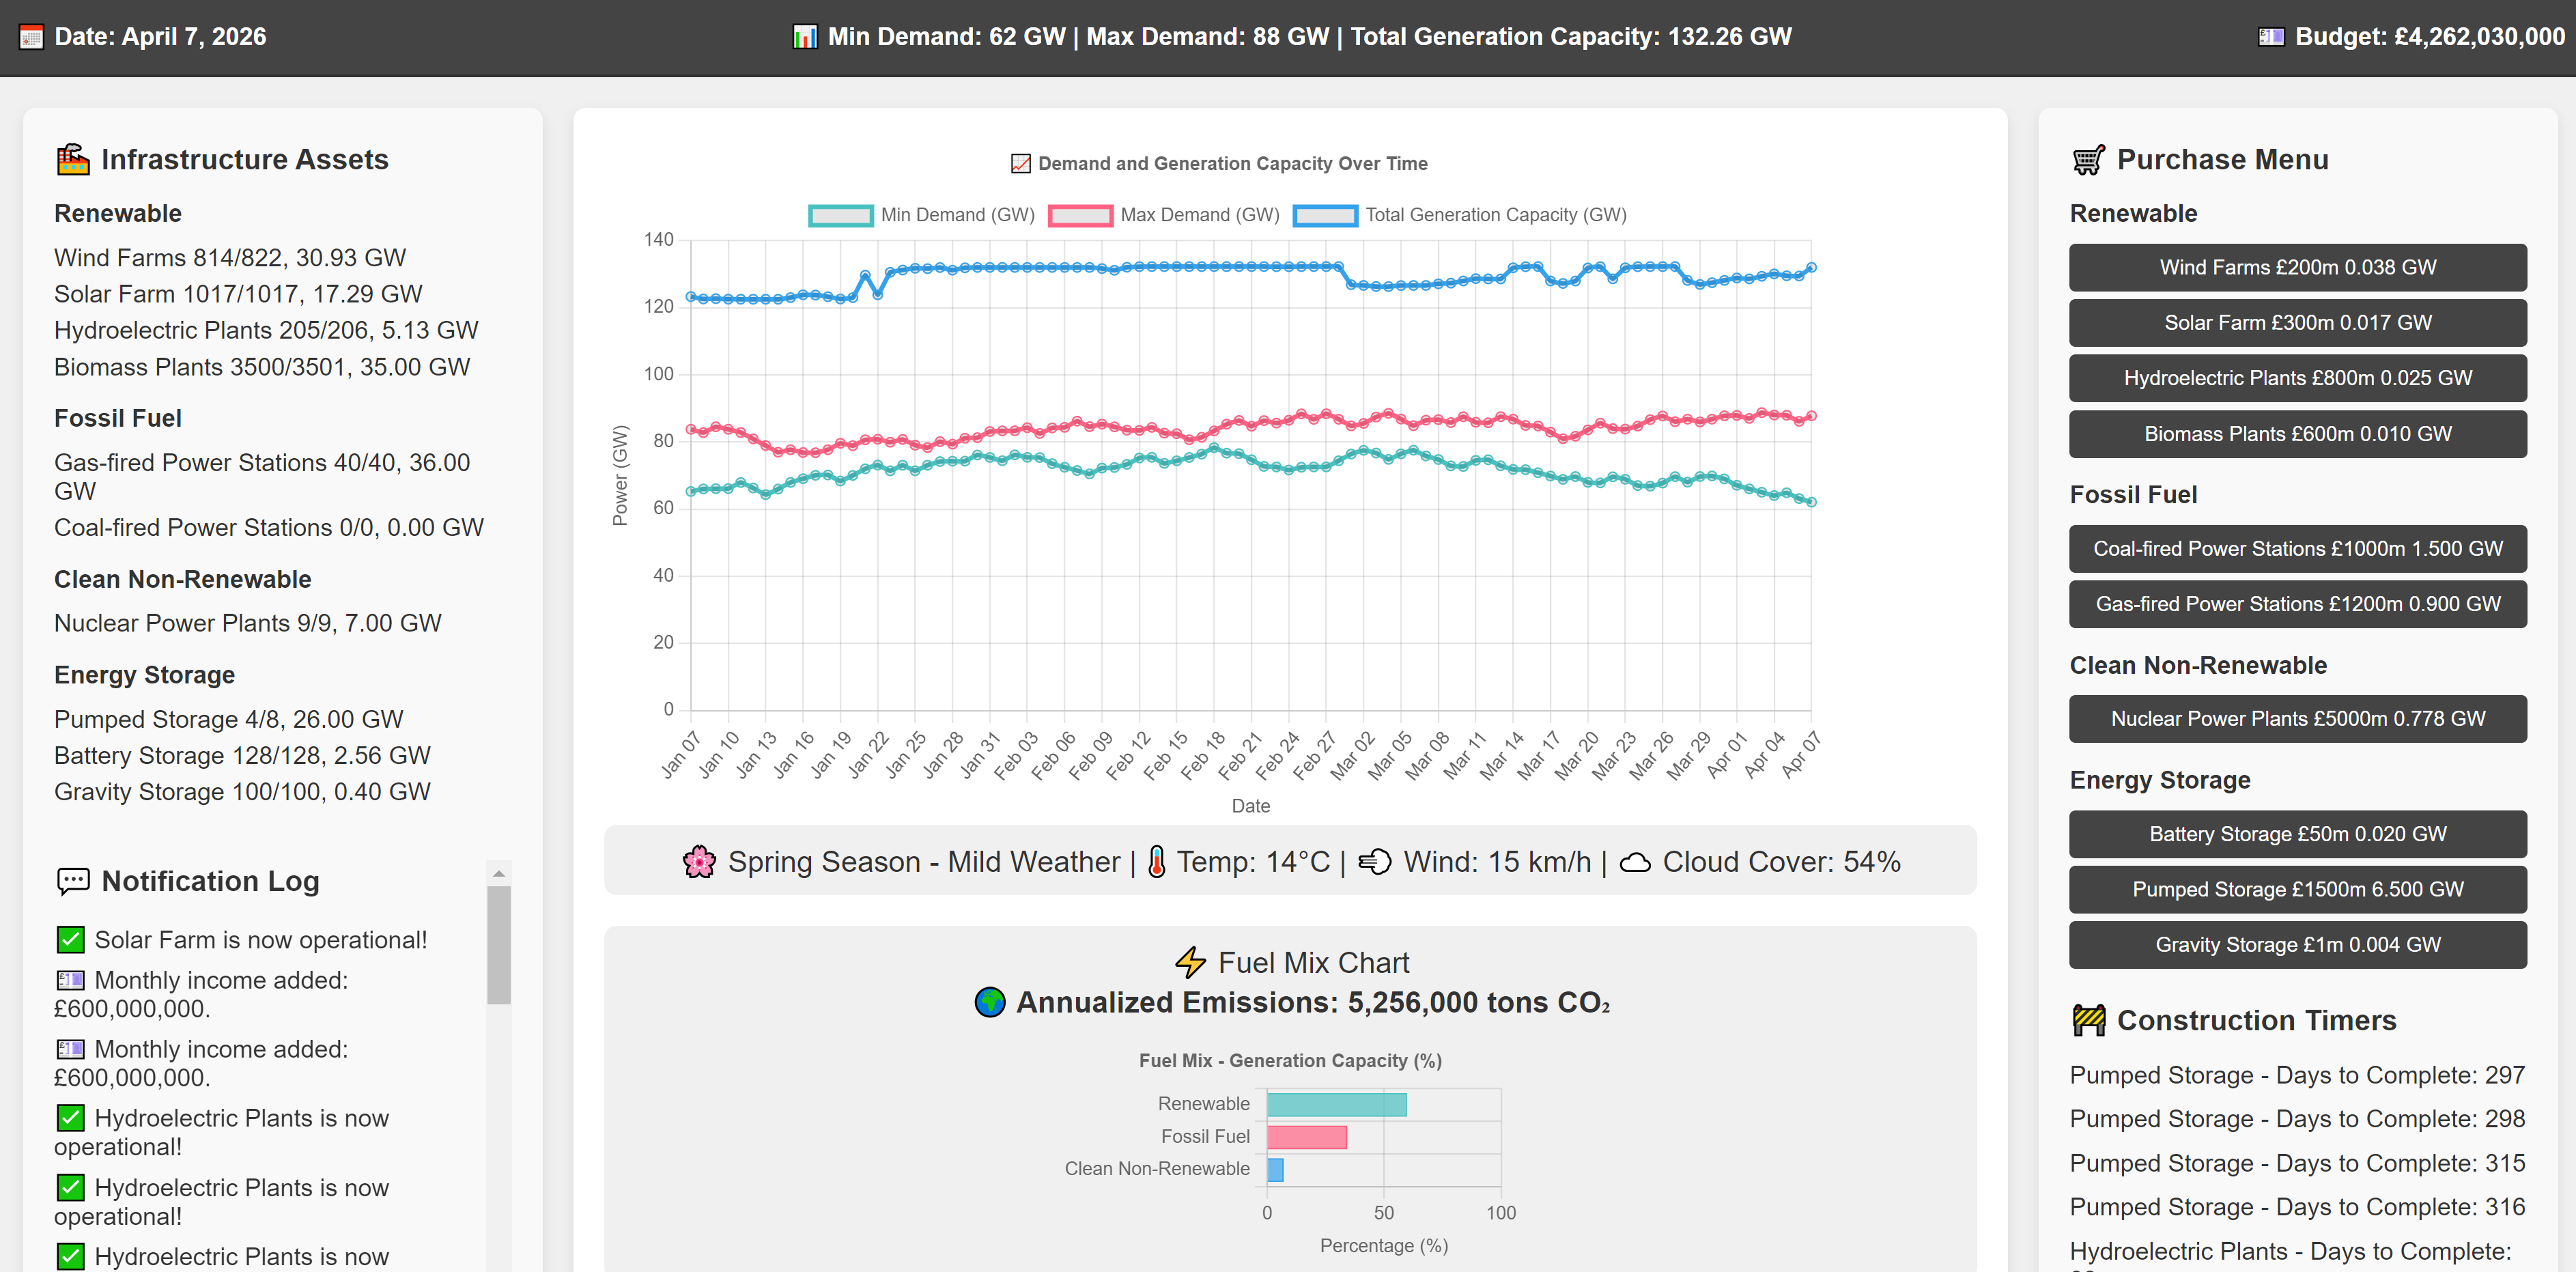 Date: April 7, 2026
Min Demand: 62 GW | Max Demand: 88 GW | Total Generation Capacity: 132.26 GW
Budget: £4,262,030,000
Infrastructure Assets
Renewable
Wind Farms 814/822, 30.93 GW
Solar Farm 1017/1017, 17.29 GW
Hydroelectric Plants 205/206, 5.13 GW
Biomass Plants 3500/3501, 35.00 GW
Fossil Fuel
Gas-fired Power Stations 40/40, 36.00
GW
Coal-fired Power Stations 0/0, 0.00 GW
Clean Non-Renewable
Nuclear Power Plants 9/9, 7.00 GW
Energy Storage
Pumped Storage 4/8, 26.00 GW
Battery Storage 128/128, 2.56 GW
Gravity Storage 100/100, 0.40 GW
Notification Log
Solar Farm is now operational!
Monthly income added:
£600,000,000.
Monthly income added:
£600,000,000.
Hydroelectric Plants is now
operational!
Hydroelectric Plants is now
operational!
Hydroelectric Plants is now
Demand and Generation Capacity Over Time
Min Demand (GW) Max Demand (GW) Total Generation Capacity (GW)
140
120
100
80
60
40
20
0
Power (GW)
Jan 07 Jan 10 Jan 13 Jan 16 Jan 19 Jan 22 Jan 25 Jan 28 Jan 31 Feb 03 Feb 06 Feb 09 Feb 12 Feb 15 Feb 18 Feb 21 Feb 24 Feb 27 Mar 02 Mar 05 Mar 08 Mar 11 Mar 14 Mar 17 Mar 20 Mar 23 Mar 26 Mar 29 Apr 01 Apr 04 Apr 07
Date
Spring Season - Mild Weather | Temp: 14°C | Wind: 15 km/h | Cloud Cover: 54%
Fuel Mix Chart
Annualized Emissions: 5,256,000 tons CO₂
Fuel Mix - Generation Capacity (%)
Renewable
Fossil Fuel
Clean Non-Renewable
0 50 100
Percentage (%)
Purchase Menu
Renewable
Wind Farms £200m 0.038 GW
Solar Farm £300m 0.017 GW
Hydroelectric Plants £800m 0.025 GW
Biomass Plants £600m 0.010 GW
Fossil Fuel
Coal-fired Power Stations £1000m 1.500 GW
Gas-fired Power Stations £1200m 0.900 GW
Clean Non-Renewable
Nuclear Power Plants £5000m 0.778 GW
Energy Storage
Battery Storage £50m 0.020 GW
Pumped Storage £1500m 6.500 GW
Gravity Storage £1m 0.004 GW
Construction Timers
Pumped Storage - Days to Complete: 297
Pumped Storage - Days to Complete: 298
Pumped Storage - Days to Complete: 315
Pumped Storage - Days to Complete: 316
Hydroelectric Plants - Days to Complete: